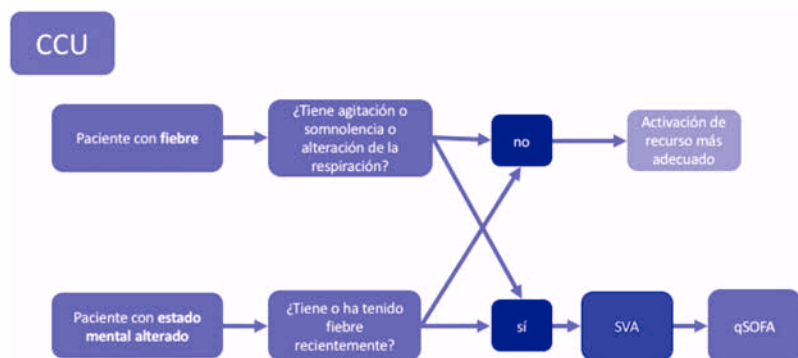 CCU
Paciente con fiebre
¿Tiene agitación o
somnolencia o
alteración de la
respiración?
no
Activación de
recurso más
adecuado
Paciente con estado
mental alterado
¿Tiene o ha tenido
fiebre
recientemente?
sí
SVA
qSOFA